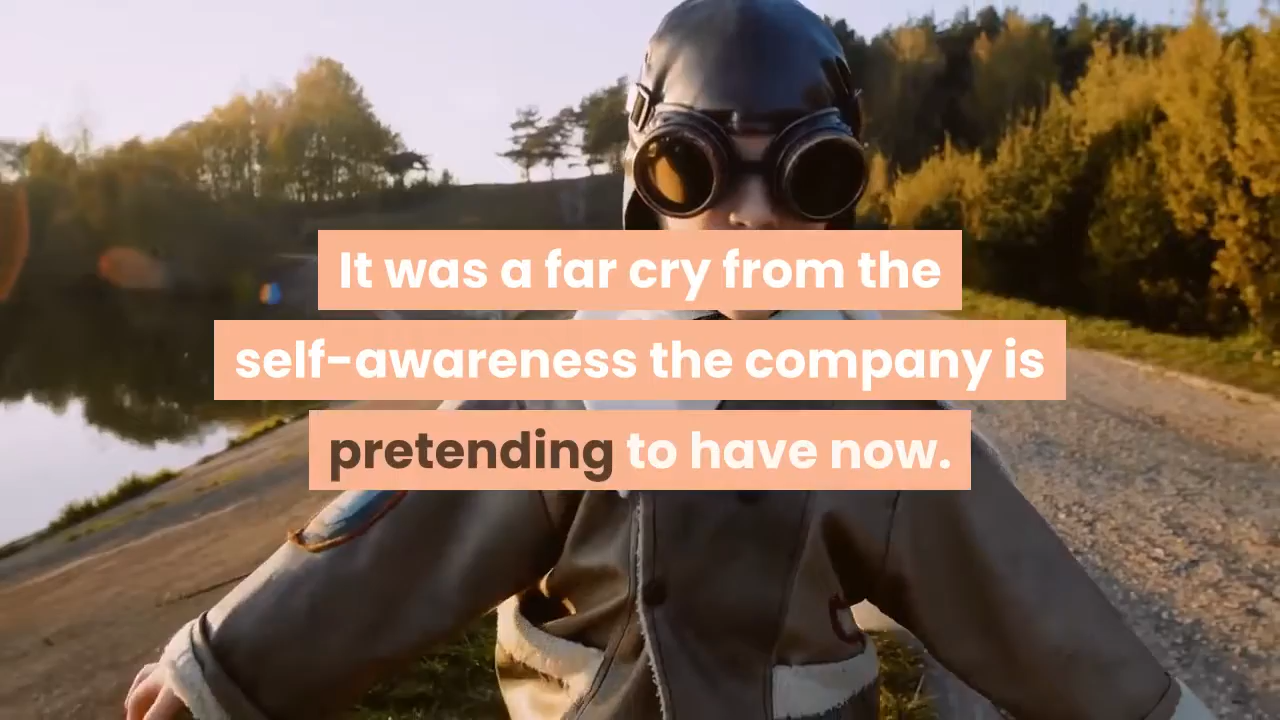 It was a far cry from the
self-awareness the company is
pretending to have now.